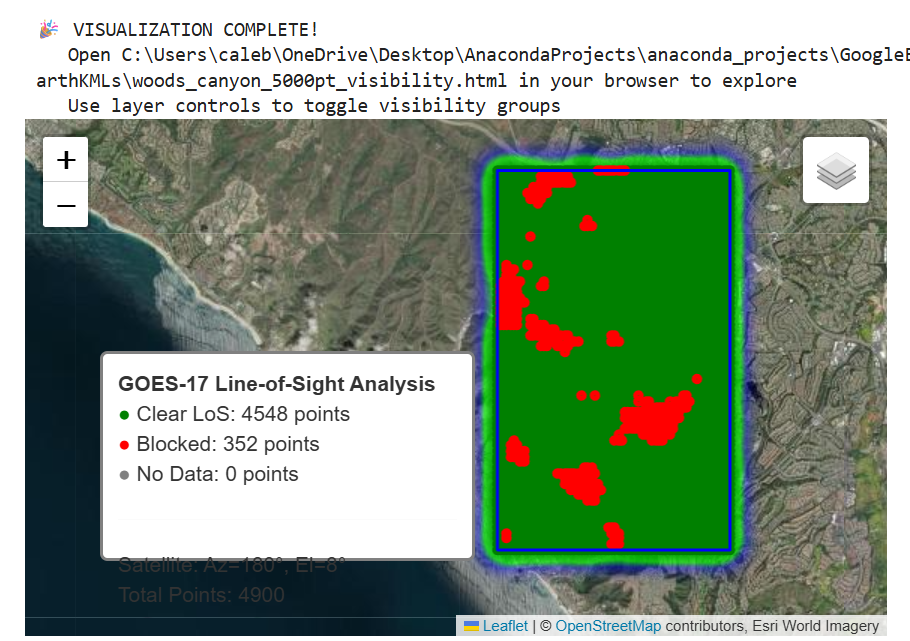 🎉 VISUALIZATION COMPLETE!
Open C:\Users\caleb\OneDrive\Desktop\AnacondaProjects\anaconda_projects\GoogleE
arthKMLs\woods_canyon_5000pt_visibility.html in your browser to explore
Use layer controls to toggle visibility groups
+
−
GOES-17 Line-of-Sight Analysis
● Clear LoS: 4548 points
● Blocked: 352 points
● No Data: 0 points
Satellite: Az=180°, El=8°
Total Points: 4900
Leaflet | © OpenStreetMap contributors, Esri World Imagery